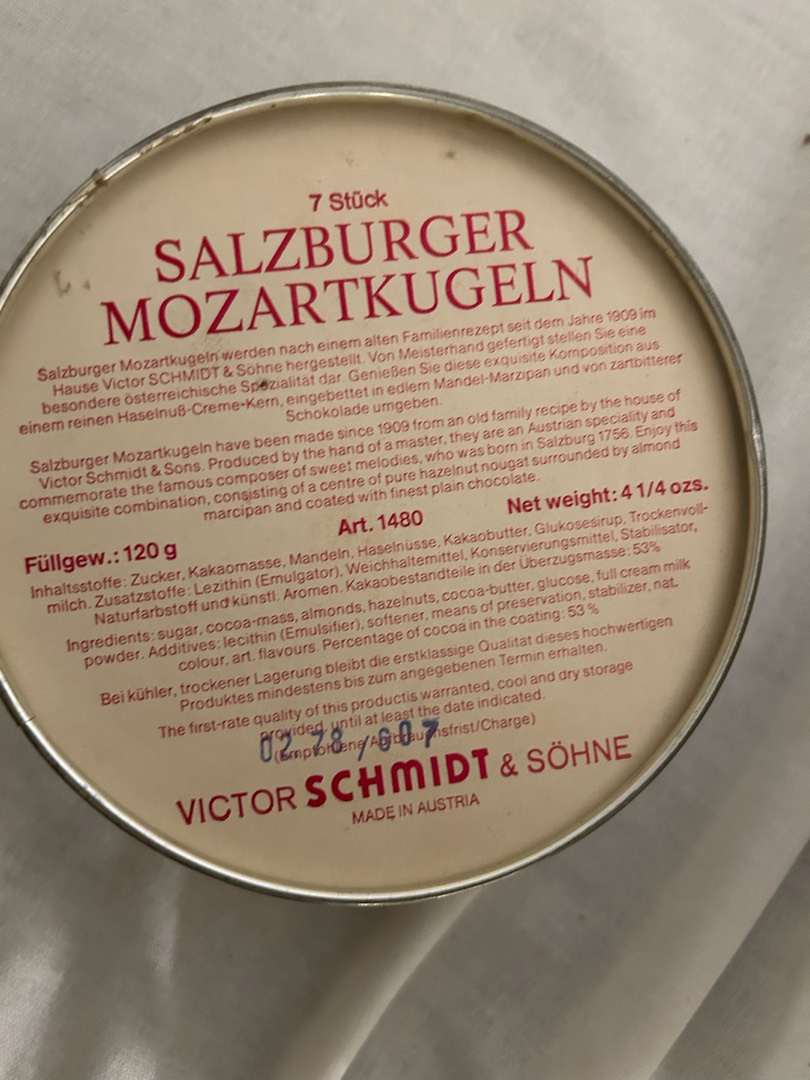 7 Stück
SALZBURGER
MOZARTKUGELN
Salzburger Mozartkugeln werden nach einem alten Familienrezept seit dem Jahre 1909 im
Hause Victor SCHMIDT & Söhne hergestellt. Von Meisterhand gefertigt stellen Sie eine
besondere österreichische Spezialität dar. Genießen Sie diese exquisite Komposition aus
einem reinen Haselnuß-Creme-Kern, eingebettet in edlem Mandel-Marzipan und von zartbitterer
Schokolade umgeben.
Salzburger Mozartkugeln have been made since 1909 from an old family recipe by the house of
Victor Schmidt & Sons. Produced by the hand of a master, they are an Austrian speciality and
commemorate the famous composer of sweet melodies, who was born in Salzburg 1756. Enjoy this
exquisite combination, consisting of a centre of pure hazelnut nougat surrounded by almond
marcipan and coated with finest plain chocolate.
Füllgew.: 120 g Art. 1480 Net weight: 4 1/4 ozs.
Inhaltsstoffe: Zucker, Kakaomasse, Mandeln, Haselnüsse, Kakaobutter, Glukosesirup, Trockenvoll-
milch. Zusatzstoffe: Lezithin (Emulgator), Weichhaltemittel, Konservierungsmittel, Stabilisator,
Naturfarbstoff und künstl. Aromen. Kakaobestandteile in der Überzugsmasse: 53%
Ingredients: sugar, cocoa-mass, almonds, hazelnuts, cocoa-butter, glucose, full cream milk
powder. Additives: lecithin (Emulsifier), softener, means of preservation, stabilizer, nat.
colour, art. flavours. Percentage of cocoa in the coating: 53 %
Bei kühler, trockener Lagerung bleibt die erstklassige Qualität dieses hochwertigen
Produktes mindestens bis zum angegebenen Termin erhalten.
The first-rate quality of this productis warranted, cool and dry storage
provided, until at least the date indicated.
(Empfohlene Aufbrauchsfrist/Charge)
02 78 /607
VICTOR SCHMIDT & SÖHNE
MADE IN AUSTRIA